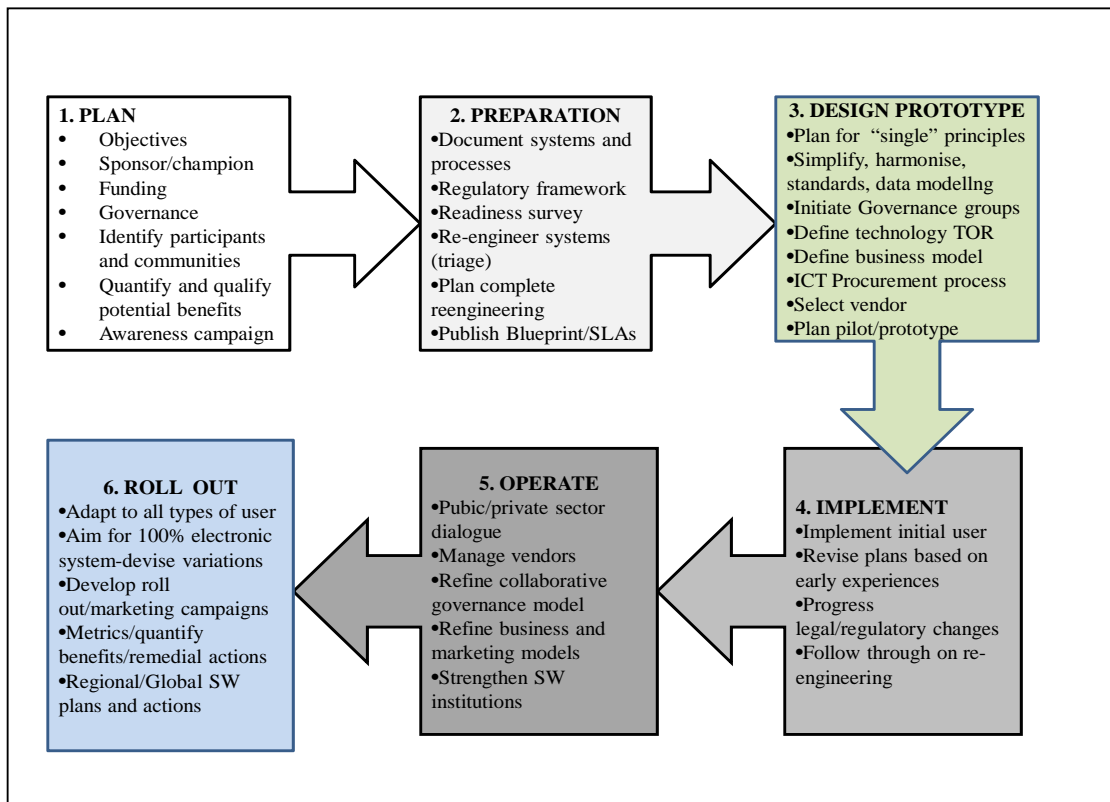 1. PLAN
• Objectives
• Sponsor/champion
• Funding
• Governance
• Identify participants
and communities
• Quantify and qualify
potential benefits
• Awareness campaign
2. PREPARATION
•Document systems and
processes
•Regulatory framework
•Readiness survey
•Re-engineer systems
(triage)
•Plan complete
reengineering
•Publish Blueprint/SLAs
3. DESIGN PROTOTYPE
•Plan for “single” principles
•Simplify, harmonise,
standards, data modellng
•Initiate Governance groups
•Define technology TOR
•Define business model
•ICT Procurement process
•Select vendor
•Plan pilot/prototype
4. IMPLEMENT
•Implement initial user
•Revise plans based on
early experiences
•Progress
legal/regulatory changes
•Follow through on re-
engineering
5. OPERATE
•Pubic/private sector
dialogue
•Manage vendors
•Refine collaborative
governance model
•Refine business and
marketing models
•Strengthen SW
institutions
6. ROLL OUT
•Adapt to all types of user
•Aim for 100% electronic
system-devise variations
•Develop roll
out/marketing campaigns
•Metrics/quantify
benefits/remedial actions
•Regional/Global SW
plans and actions